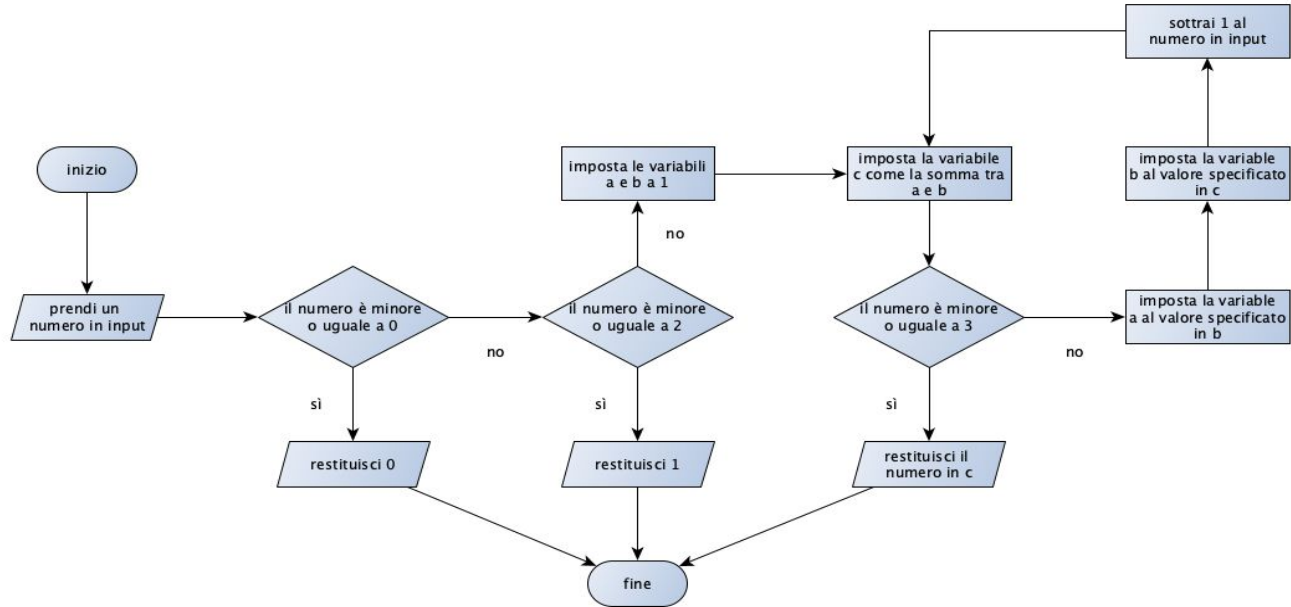 inizio
prendi un
numero in input
il numero è minore
o uguale a 0
sì
no
restituisci 0
il numero è minore
o uguale a 2
sì
no
restituisci 1
imposta le variabili
a e b a 1
imposta la variabile
c come la somma tra
a e b
il numero è minore
o uguale a 3
sì
no
restituisci il
numero in c
imposta la variable
a al valore specificato
in b
imposta la variable
b al valore specificato
in c
sottrai 1 al
numero in input
fine